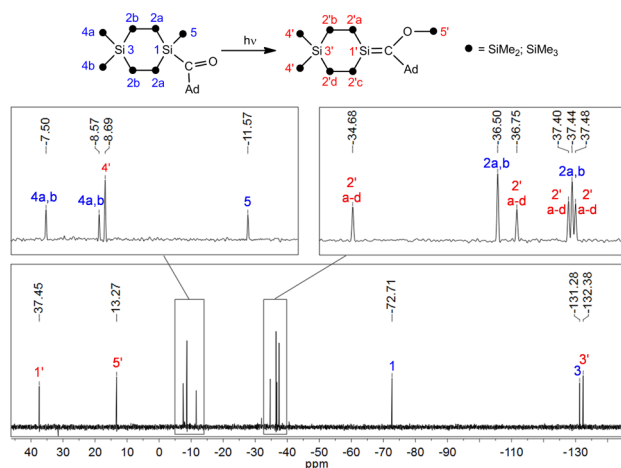 2b 2a
4a 5
Si Si
3 1
4b
C O
2b 2a
Ad
hν
2'b 2'a
4' O 5'
Si Si C
3' 1'
4'
2'd 2'c
Ad
= SiMe2; SiMe3
-7.50
-8.57
-8.69
-11.57
4a,b
4a,b
4'
5
-34.68
-36.50
-36.75
-37.40
-37.44
-37.48
2'
a-d
2a,b
2'
a-d
2'
a-d
2a,b
2'
a-d
-37.45
-13.27
-72.71
-131.28
-132.38
1'
5'
1
3
3'
40 30 20 10 0 -10 -20 -30 -40 -50 -60 -70 -80 -90 -100 -110 -120 -130
ppm